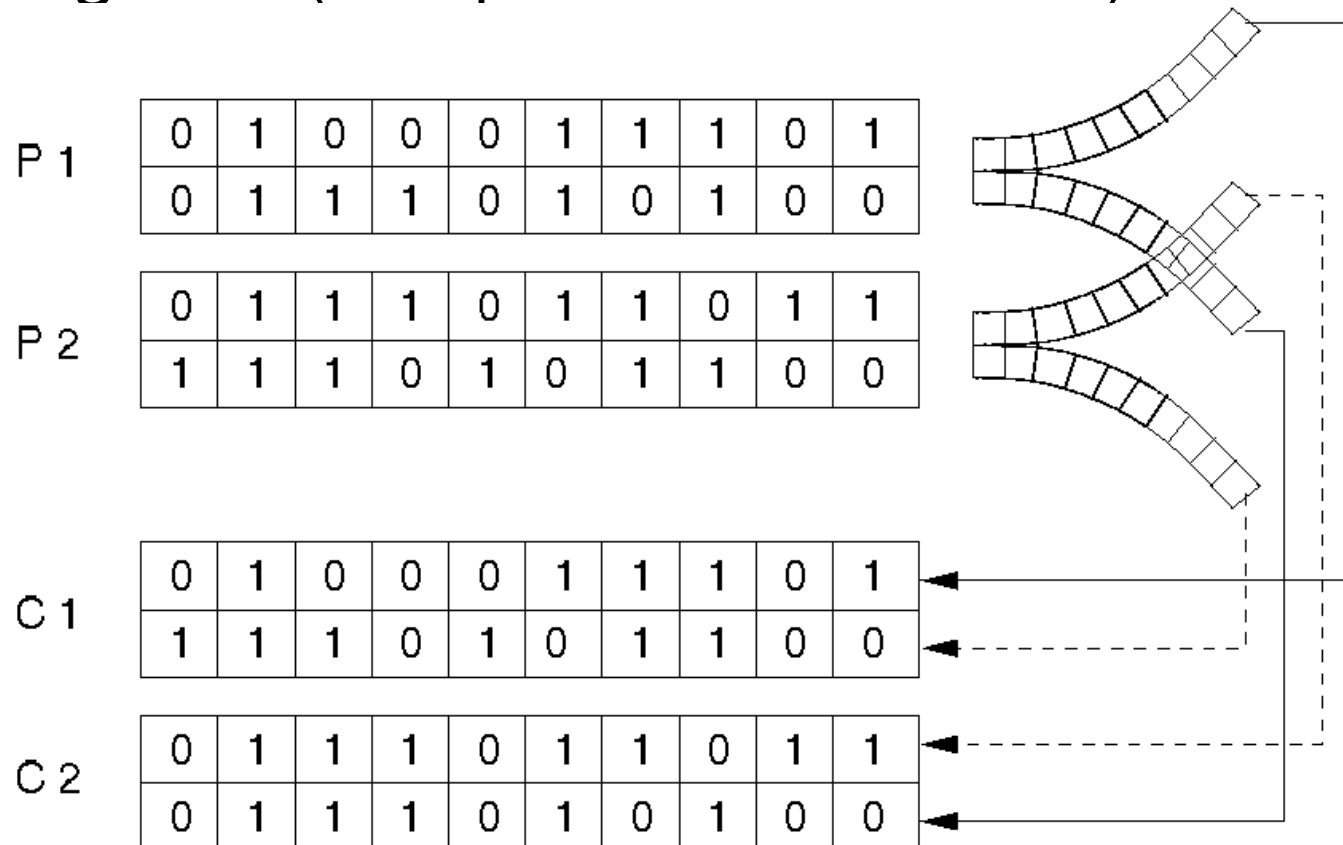 P 1
0 1 0 0 0 1 1 1 0 1
0 1 1 1 0 1 0 1 0 0
P 2
0 1 1 1 0 1 1 0 1 1
1 1 1 0 1 0 1 1 0 0
C 1
0 1 0 0 0 1 1 1 0 1
1 1 1 0 1 0 1 1 0 0
C 2
0 1 1 1 0 1 1 0 1 1
0 1 1 1 0 1 0 1 0 0